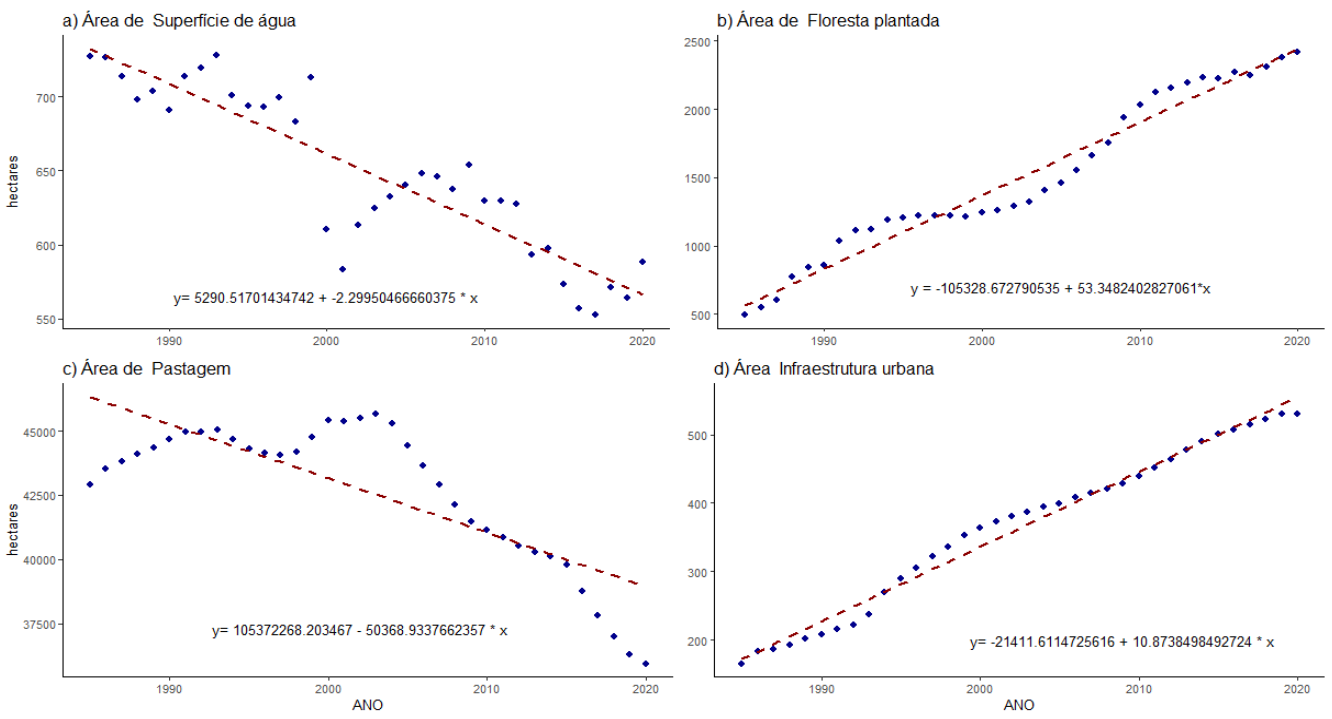 a) Área de Superfície de água
hectares
700
650
600
550
y= 5290.51701434742 + -2.29950466660375 * x
1990
2000
2010
2020
b) Área de Floresta plantada
2500
2000
1500
1000
500
y = -105328.672790535 + 53.3482402827061*x
1990
2000
2010
2020
c) Área de Pastagem
hectares
45000
42500
40000
37500
y= 105372268.203467 - 50368.9337662357 * x
1990
2000
2010
2020
ANO
d) Área Infraestrutura urbana
500
400
300
200
y= -21411.6114725616 + 10.8738498492724 * x
1990
2000
2010
2020
ANO